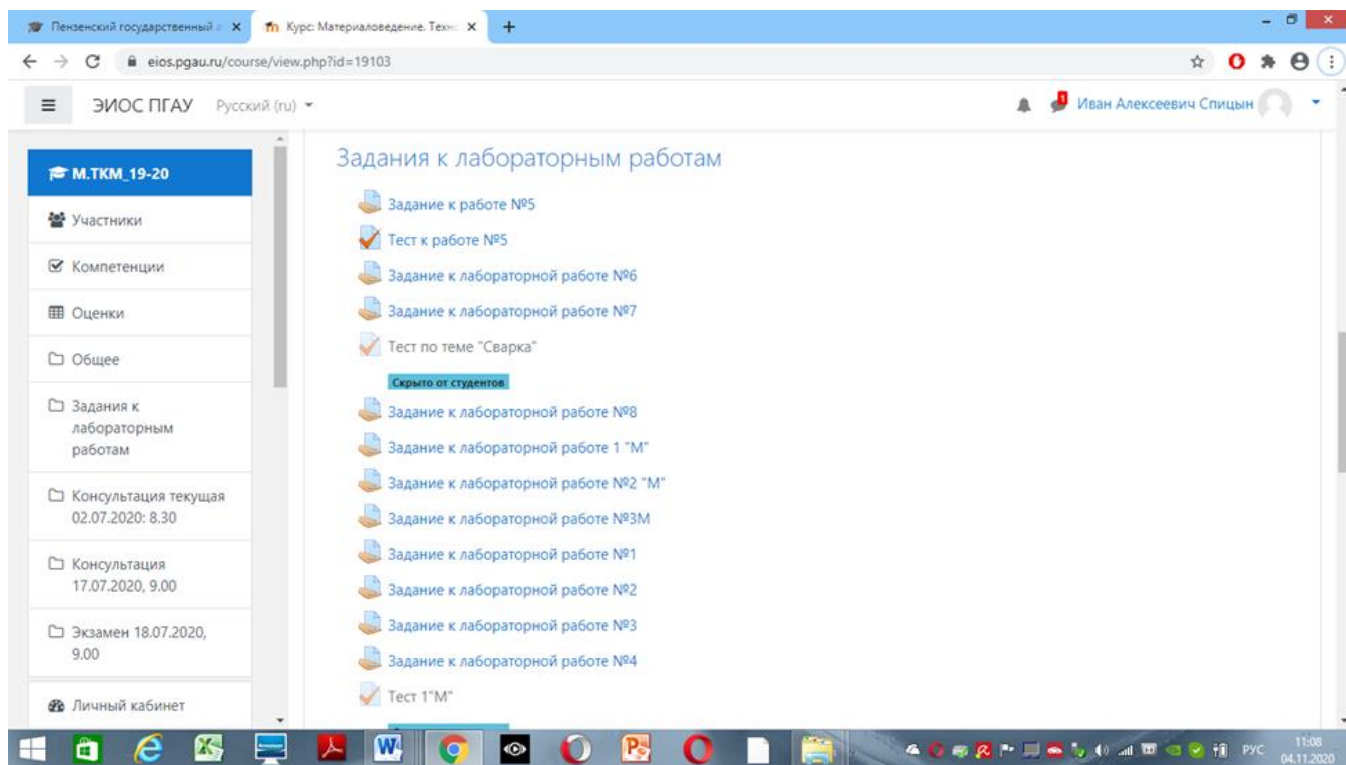 Пензенский государственный а
Курс: Материаловедение. Техно
eios.pgau.ru/course/view.php?id=19103
ЭИОС ПГАУ Русский (ru)
1
Иван Алексеевич Спицын
М.ТКМ_19-20
Участники
Компетенции
Оценки
Общее
Задания к
лабораторным
работам
Консультация текущая
02.07.2020: 8.30
Консультация
17.07.2020, 9.00
Экзамен 18.07.2020,
9.00
Личный кабинет
Задания к лабораторным работам
Задание к работе №5
Тест к работе №5
Задание к лабораторной работе №6
Задание к лабораторной работе №7
Тест по теме "Сварка"
Скрыто от студентов
Задание к лабораторной работе №8
Задание к лабораторной работе 1 "М"
Задание к лабораторной работе №2 "М"
Задание к лабораторной работе №3М
Задание к лабораторной работе №1
Задание к лабораторной работе №2
Задание к лабораторной работе №3
Задание к лабораторной работе №4
Тест 1"М"
РУС
11:08
04.11.2020